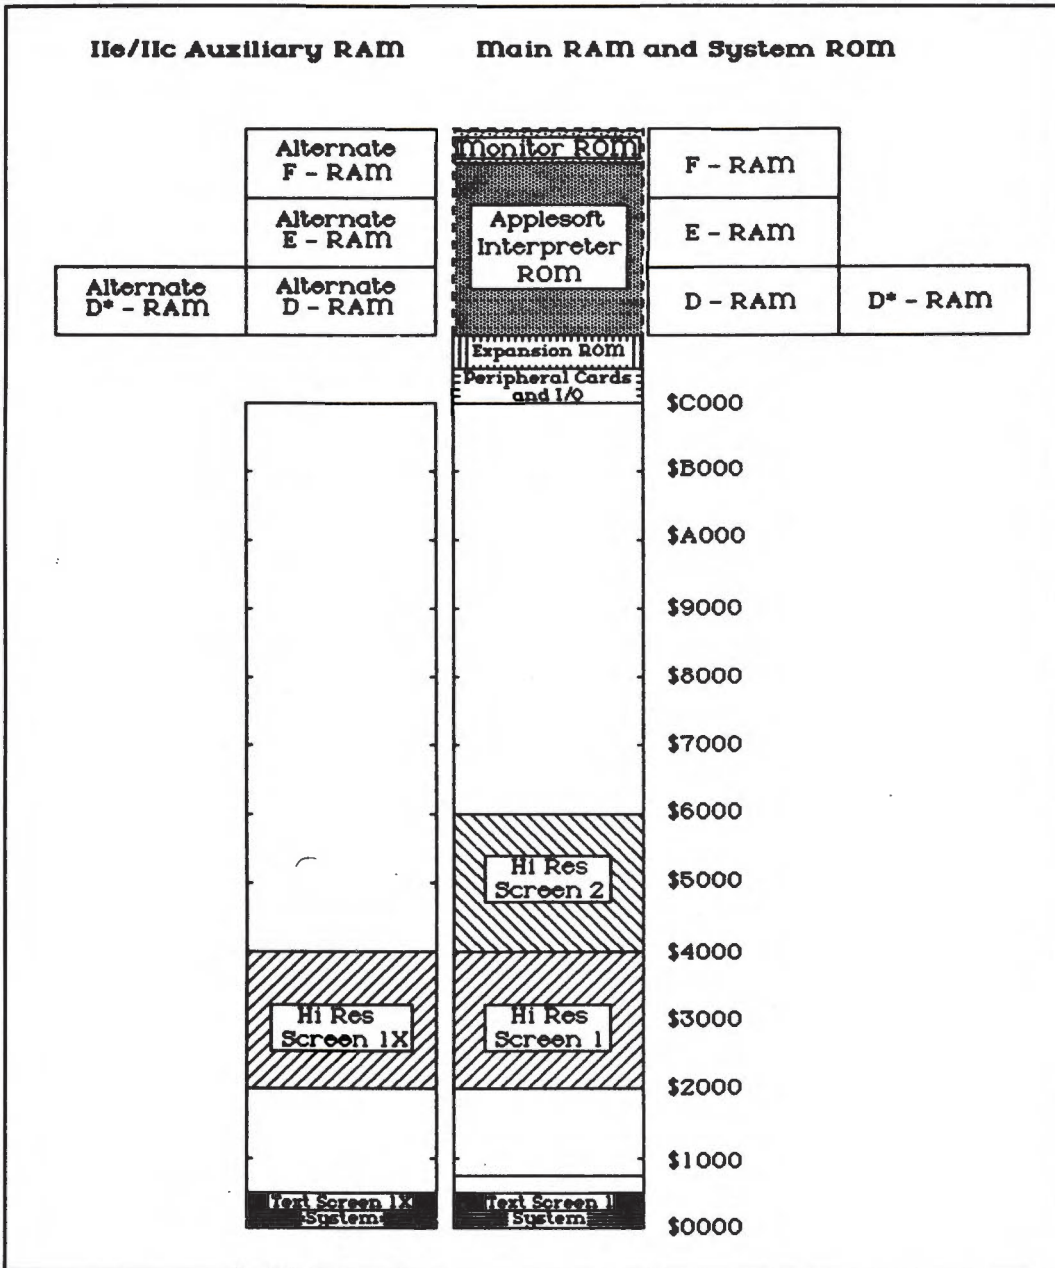 IIe/IIc Auxiliary RAM
Main RAM and System ROM
Alternate
F - RAM
Monitor ROM
F - RAM
Alternate
E - RAM
Applesoft
Interpreter
ROM
E - RAM
Alternate
D* - RAM
Alternate
D - RAM
D - RAM
D* - RAM
Expansion ROM
Peripheral Cards
and I/O
$C000
$B000
$A000
$9000
$8000
$7000
$6000
Hi Res
Screen 2
$5000
$4000
Hi Res
Screen 1X
Hi Res
Screen 1
$3000
$2000
$1000
Text Screen 1X
System
Text Screen 1
System
$0000